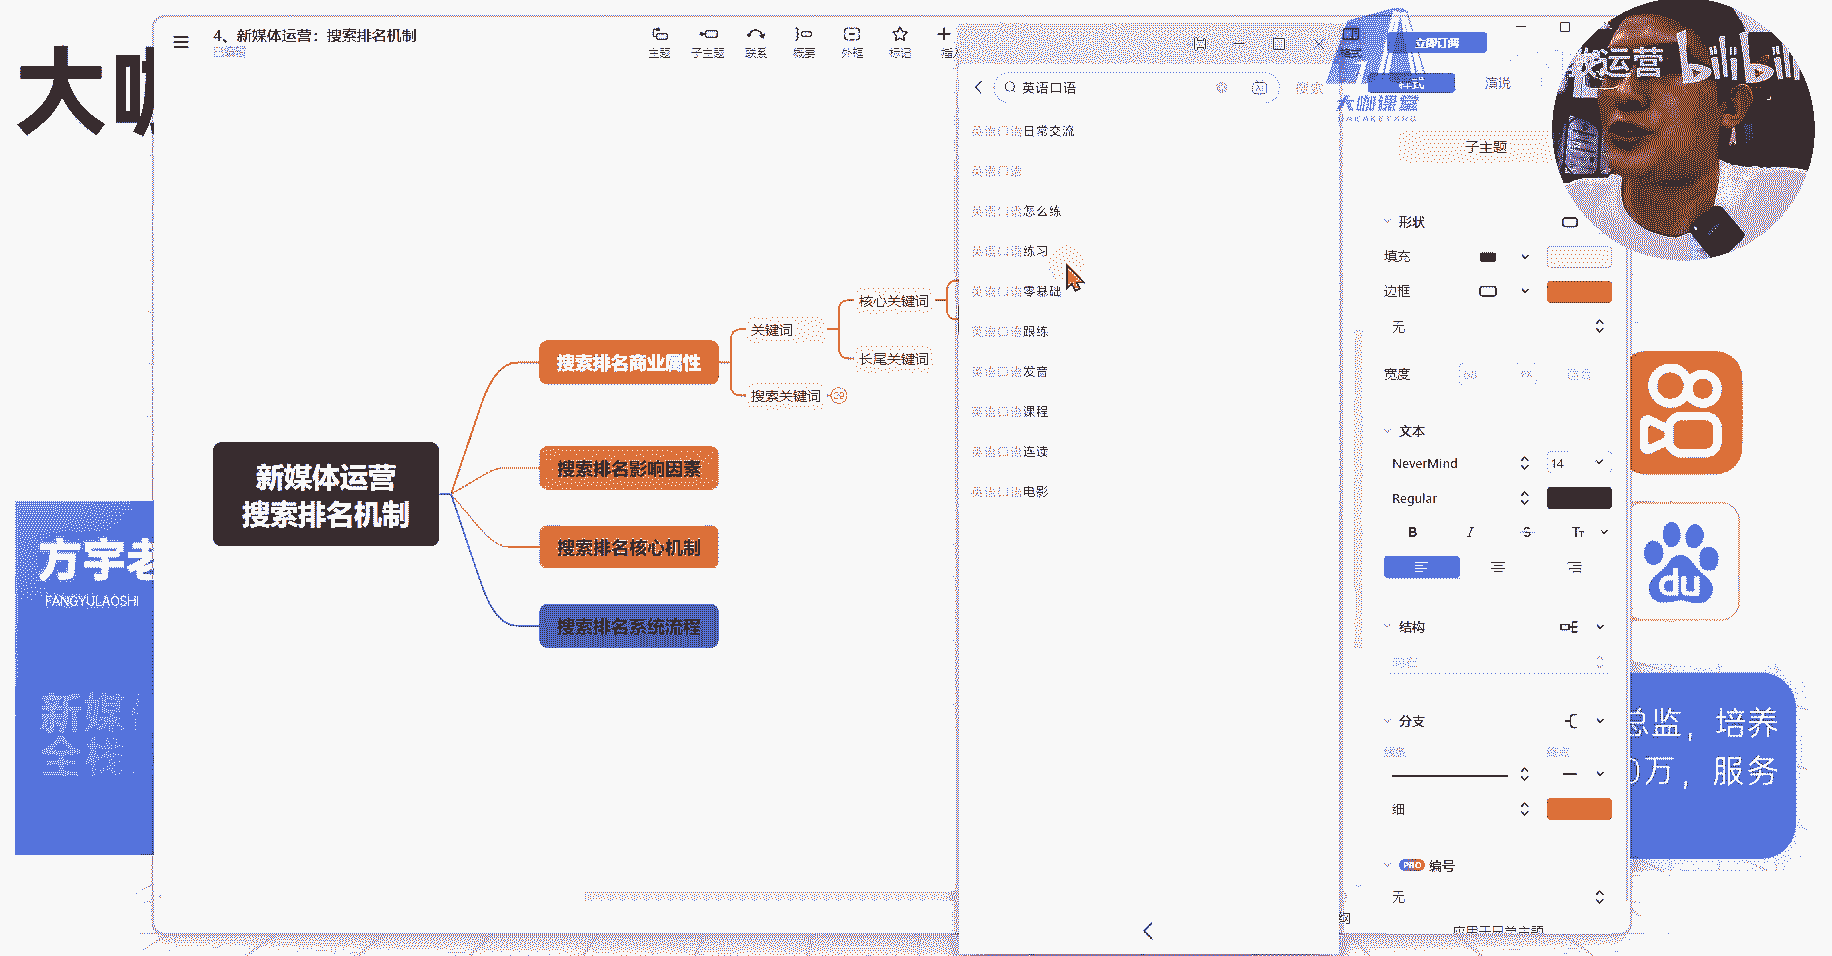 大咖
4、新媒体运营：搜索排名机制
已编辑
主题
子主题
联系
概要
外框
标记
插入
英语口语
搜索
英语口语日常交流
英语口语
英语口语怎么练
英语口语练习
英语口语零基础
英语口语跟练
英语口语发音
英语口语课程
英语口语连读
英语口语电影
新媒体运营
搜索排名机制
搜索排名商业属性
搜索排名影响因素
搜索排名核心机制
搜索排名系统流程
关键词
搜索关键词
核心关键词
长尾关键词
立即订阅
样式
演说
大咖课堂
DAKAKETANG
运营
bilibili
子主题
形状
填充
边框
无
宽度
文本
NeverMind
14
Regular
B
I
S
Tt
结构
分支
细
PRO
编号
无
方宇老
FANGYULAOSHI
新媒体
全栈
du
总监，培养
0万，服务